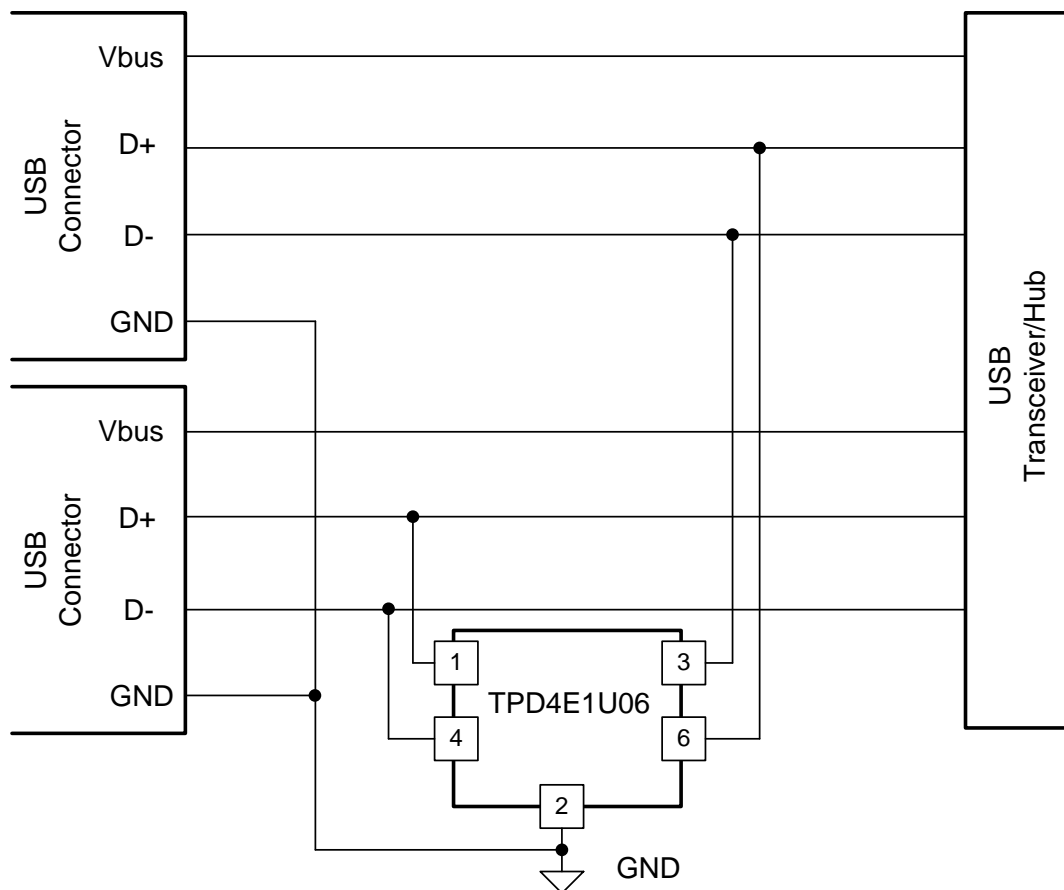 USB
Connector
Vbus
D+
D-
GND
USB
Connector
Vbus
D+
D-
GND
USB
Transceiver/Hub
1
3
TPD4E1U06
4
6
2
GND